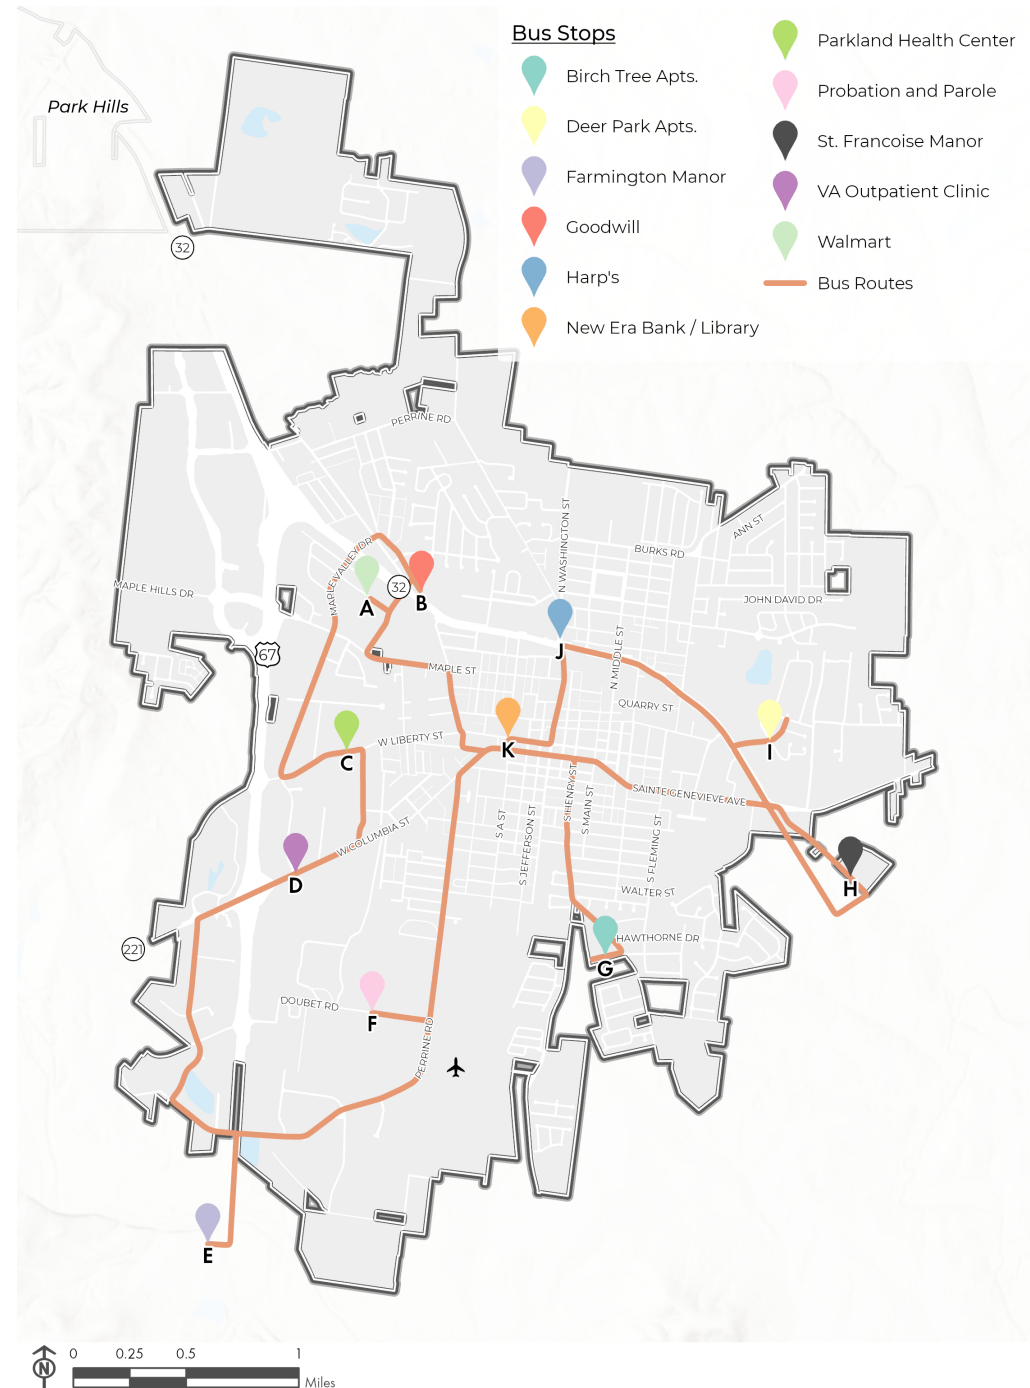 Bus Stops
Birch Tree Apts.
Deer Park Apts.
Farmington Manor
Goodwill
Harp's
New Era Bank / Library
Parkland Health Center
Probation and Parole
St. Francoise Manor
VA Outpatient Clinic
Walmart
Bus Routes
Park Hills
32
PERRINE RD
N WASHINGTON ST
ANN ST
BURKS RD
MAPLE VALLEY DR
MAPLE HILLS DR
32
A
B
JOHN DAVID DR
67
J
N MIDDLE ST
MAPLE ST
QUARRY ST
W LIBERTY ST
C
K
I
SAINTE GENEVIEVE AVE
S HENRY ST
S MAIN ST
S A ST
S JEFFERSON ST
S FLEMING ST
W COLUMBIA ST
D
H
WALTER ST
HAWTHORNE DR
221
G
DOUBET RD
F
PERRINE RD
E
N
0 0.25 0.5 1
Miles